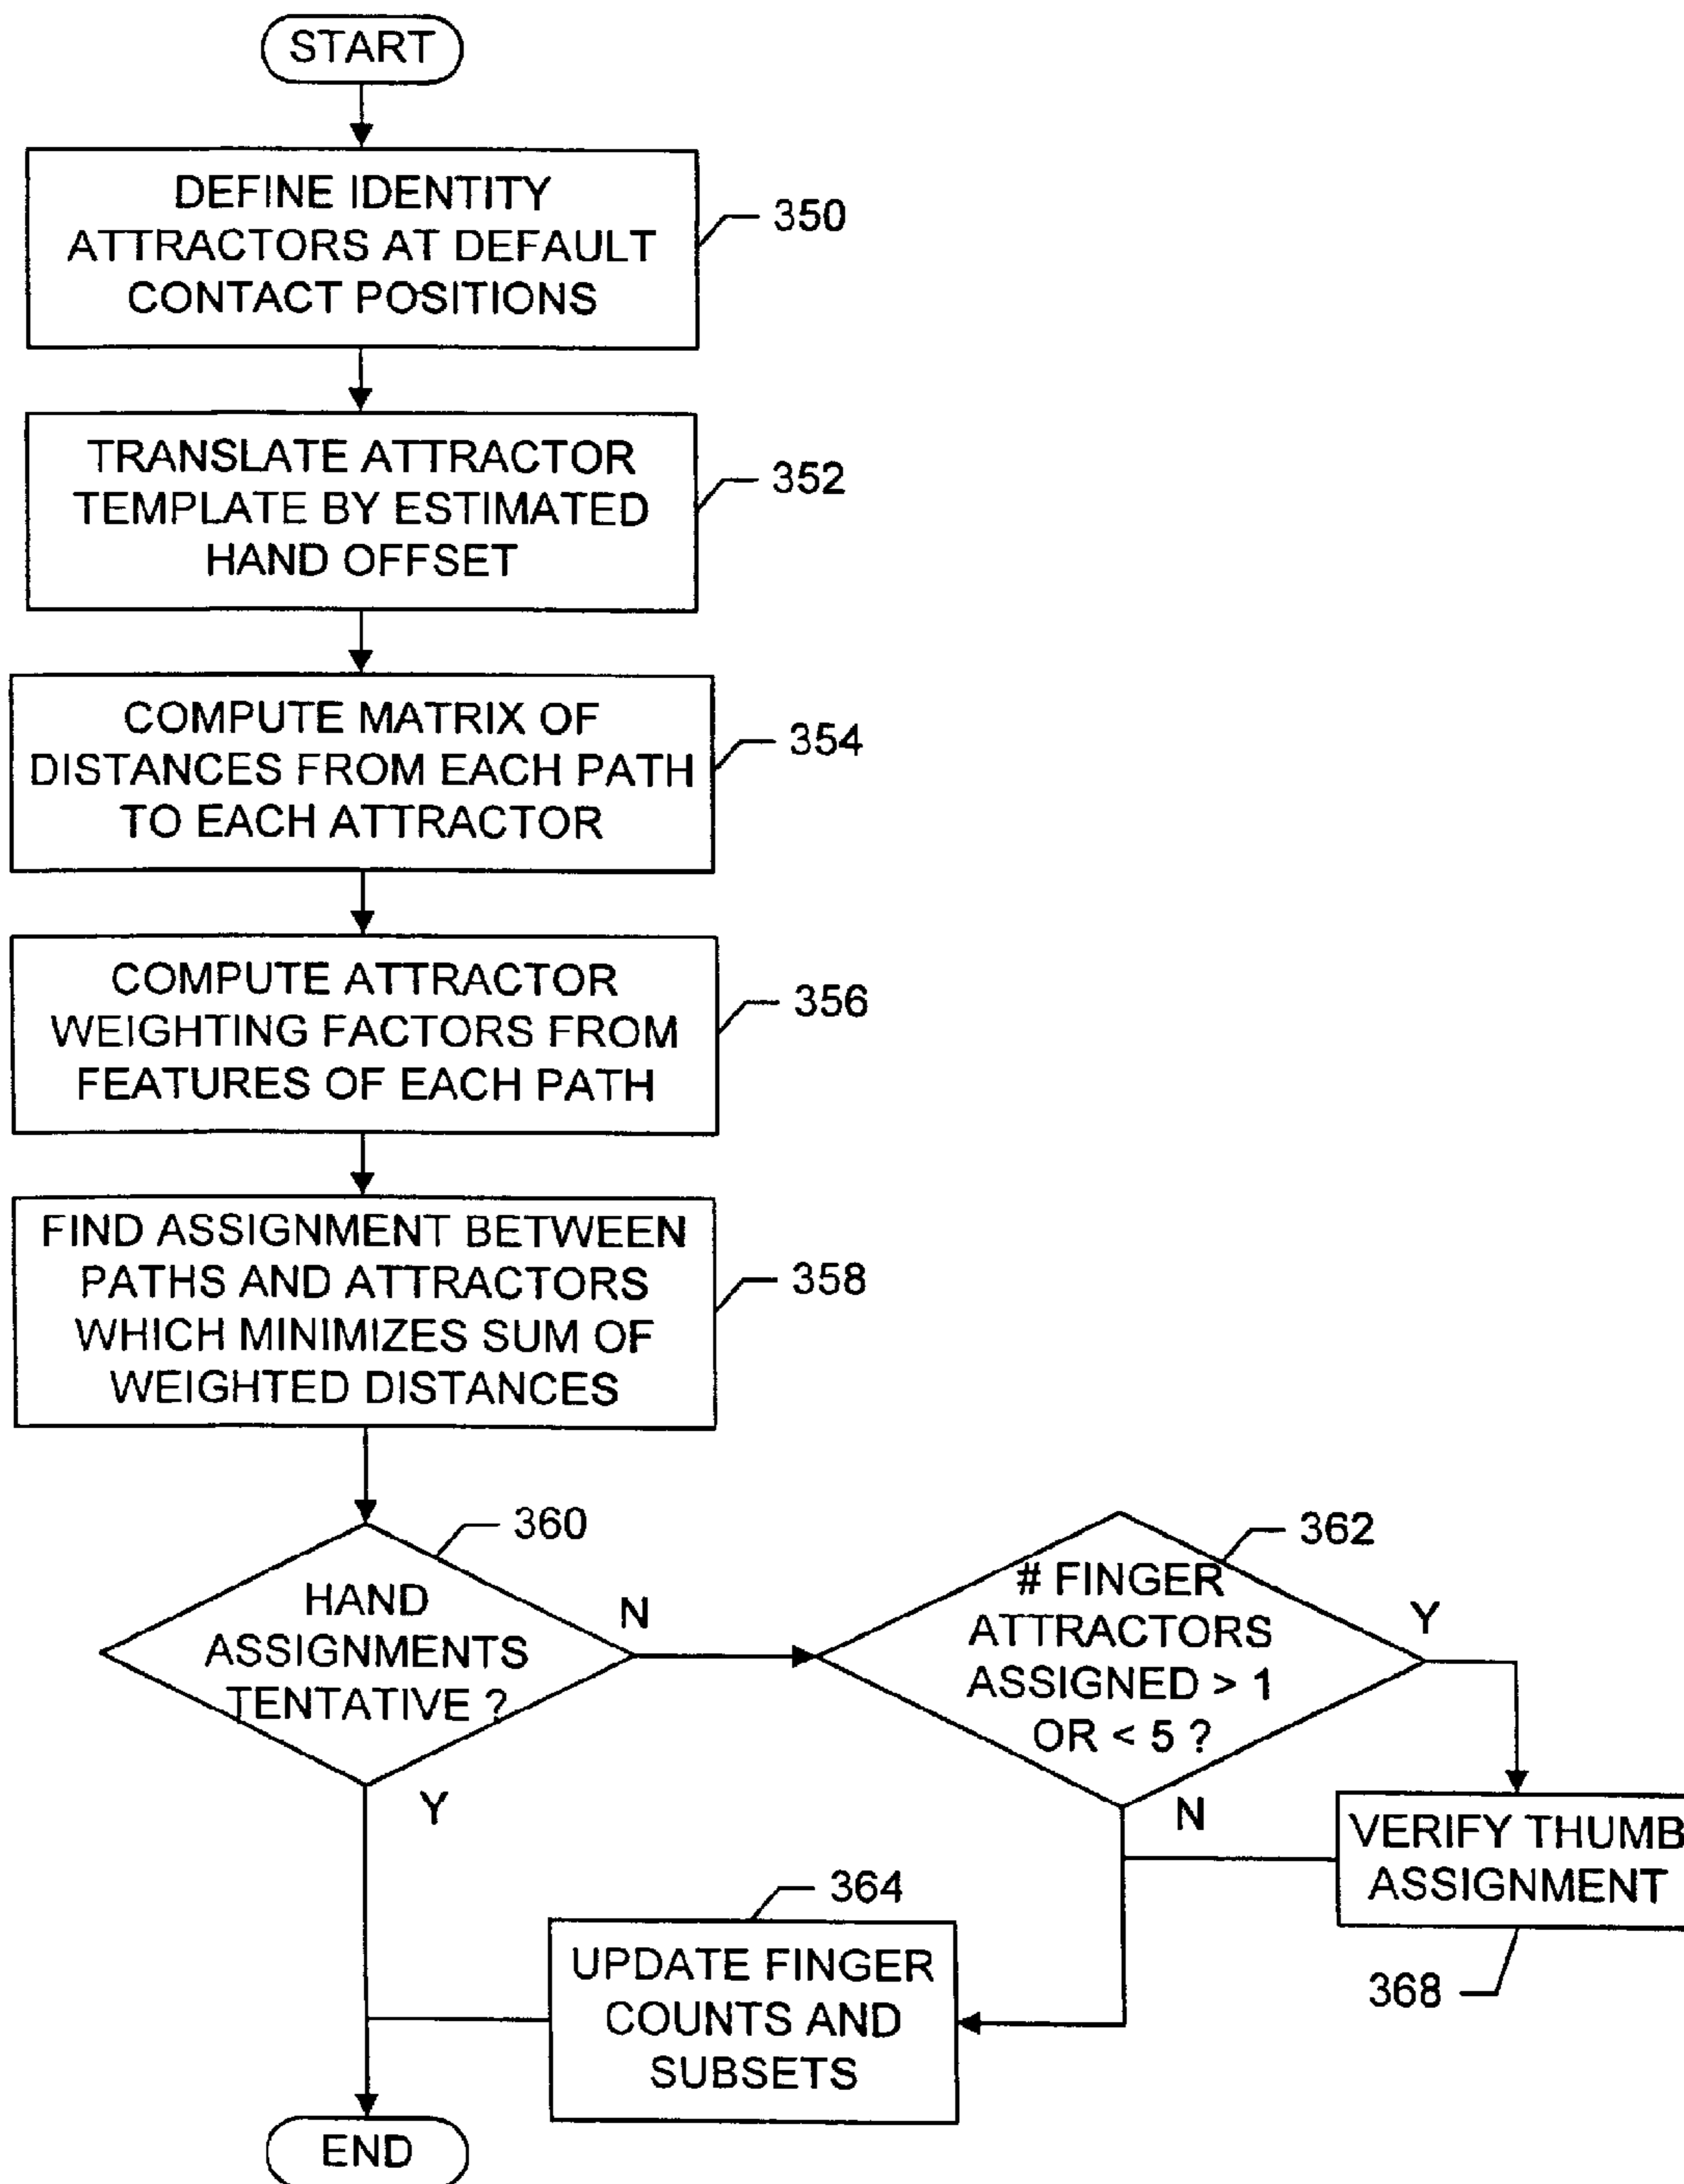 START
DEFINE IDENTITY
ATTRACTORS AT DEFAULT
CONTACT POSITIONS
350
TRANSLATE ATTRACTOR
TEMPLATE BY ESTIMATED
HAND OFFSET
352
COMPUTE MATRIX OF
DISTANCES FROM EACH PATH
TO EACH ATTRACTOR
354
COMPUTE ATTRACTOR
WEIGHTING FACTORS FROM
FEATURES OF EACH PATH
356
FIND ASSIGNMENT BETWEEN
PATHS AND ATTRACTORS
WHICH MINIMIZES SUM OF
WEIGHTED DISTANCES
358
360
HAND
ASSIGNMENTS
TENTATIVE ?
N
Y
362
# FINGER
ATTRACTORS
ASSIGNED > 1
OR < 5 ?
Y
N
VERIFY THUMB
ASSIGNMENT
368
364
UPDATE FINGER
COUNTS AND
SUBSETS
END